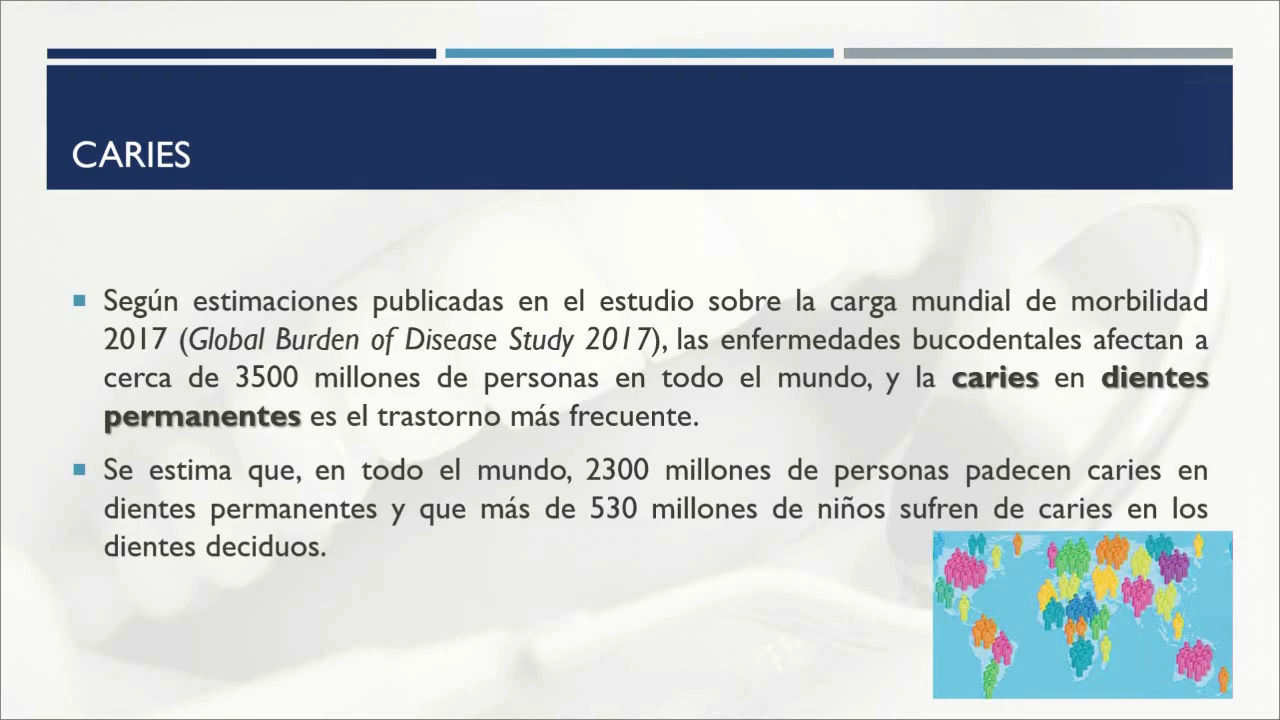 CARIES
Según estimaciones publicadas en el estudio sobre la carga mundial de morbilidad
2017 (Global Burden of Disease Study 2017), las enfermedades bucodentales afectan a
cerca de 3500 millones de personas en todo el mundo, y la caries en dientes
permanentes es el trastorno más frecuente.
Se estima que, en todo el mundo, 2300 millones de personas padecen caries en
dientes permanentes y que más de 530 millones de niños sufren de caries en los
dientes deciduos.